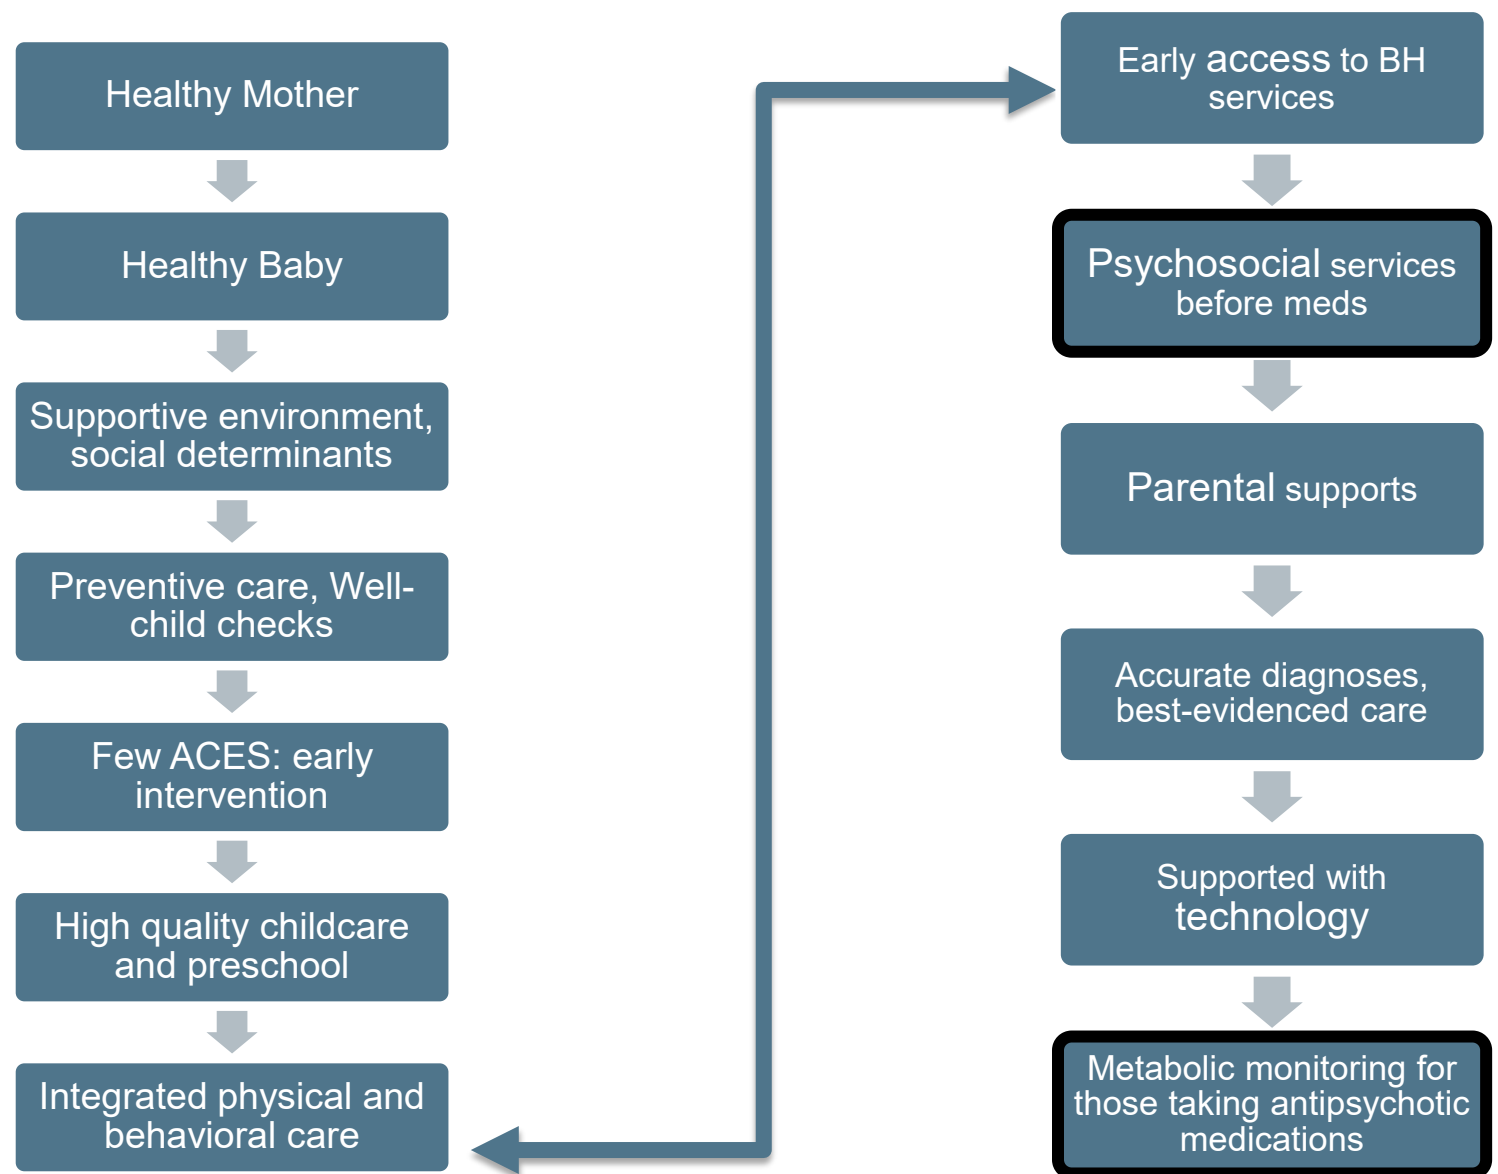 Healthy Mother
Healthy Baby
Supportive environment,
social determinants
Preventive care, Well-
child checks
Few ACES: early
intervention
High quality childcare
and preschool
Integrated physical and
behavioral care
Early access to BH
services
Psychosocial services
before meds
Parental supports
Accurate diagnoses,
best-evidenced care
Supported with
technology
Metabolic monitoring for
those taking antipsychotic
medications